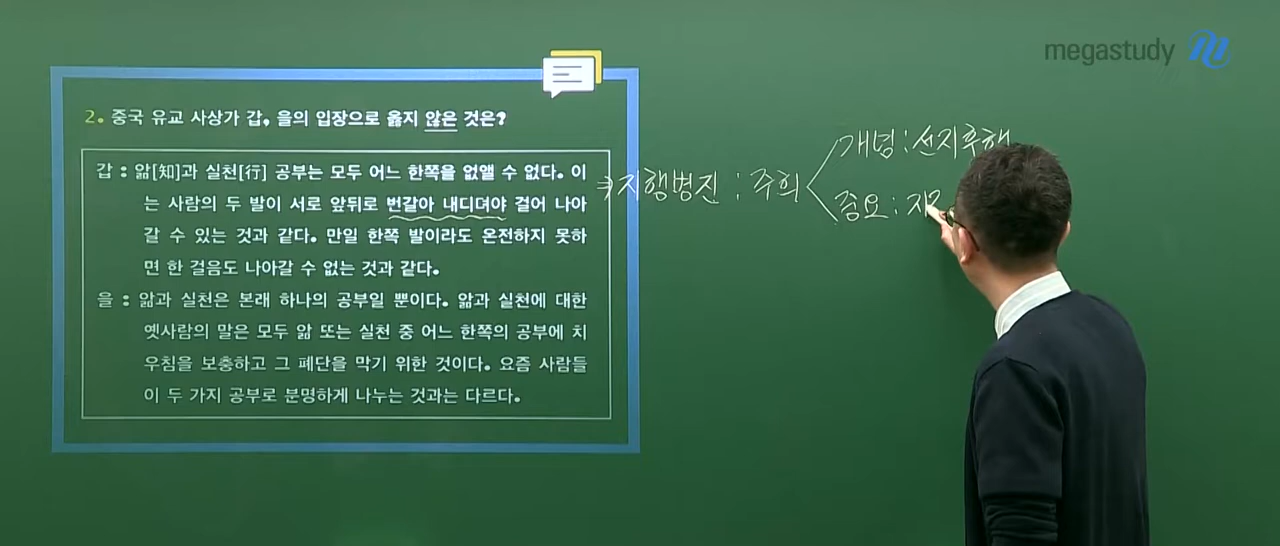 megastudy
2. 중국 유교 사상가 갑, 을의 입장으로 옳지 않은 것은?
갑 : 앎[知]과 실천[行] 공부는 모두 어느 한쪽을 없앨 수 없다. 이
는 사람의 두 발이 서로 앞뒤로 번갈아 내디뎌야 걸어 나아
갈 수 있는 것과 같다. 만일 한쪽 발이라도 온전하지 못하
면 한 걸음도 나아갈 수 없는 것과 같다.
을 : 앎과 실천은 본래 하나의 공부일 뿐이다. 앎과 실천에 대한
옛사람의 말은 모두 앎 또는 실천 중 어느 한쪽의 공부에 치
우침을 보충하고 그 폐단을 막기 위한 것이다. 요즘 사람들
이 두 가지 공부로 분명하게 나누는 것과는 다르다.
지행병진 : 주희
개념 : 선지후행
중요 :